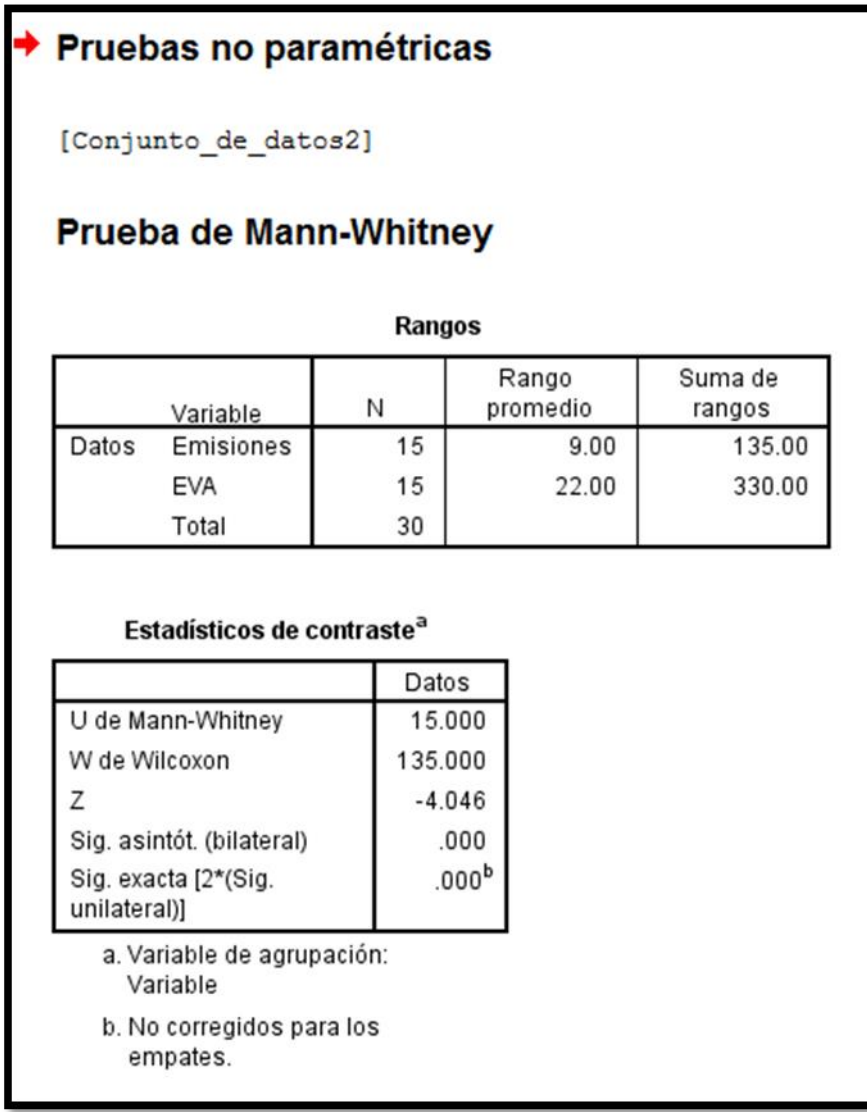 Pruebas no paramétricas
[Conjunto_de_datos2]
Prueba de Mann-Whitney
Rangos
Variable N Rango promedio Suma de rangos
Datos Emisiones 15 9.00 135.00
EVA 15 22.00 330.00
Total 30
Estadísticos de contraste^a
Datos
U de Mann-Whitney 15.000
W de Wilcoxon 135.000
Z -4.046
Sig. asintót. (bilateral) .000
Sig. exacta [2*(Sig. unilateral)] .000^b
a. Variable de agrupación:
Variable
b. No corregidos para los
empates.